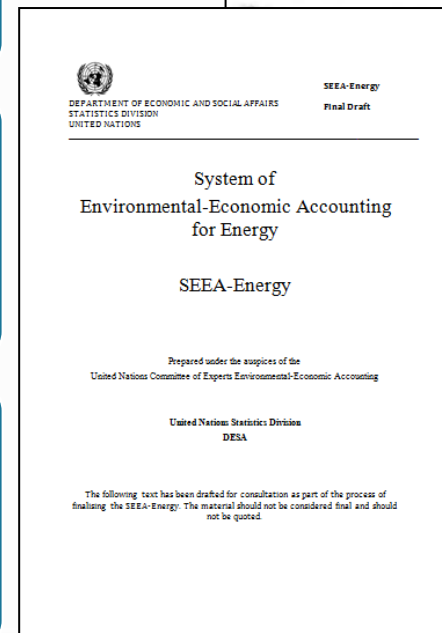 SEEA-Energy
Final Draft
DEPARTMENT OF ECONOMIC AND SOCIAL AFFAIRS
STATISTICS DIVISION
UNITED NATIONS
System of
Environmental-Economic Accounting
for Energy
SEEA-Energy
Prepared under the auspices of the
United Nations Committee of Experts Environmental-Economic Accounting
United Nations Statistics Division
DESA
The following text has been drafted for consultation as part of the process of
finalising the SEEA-Energy. The material should not be considered final and should
not be quoted.